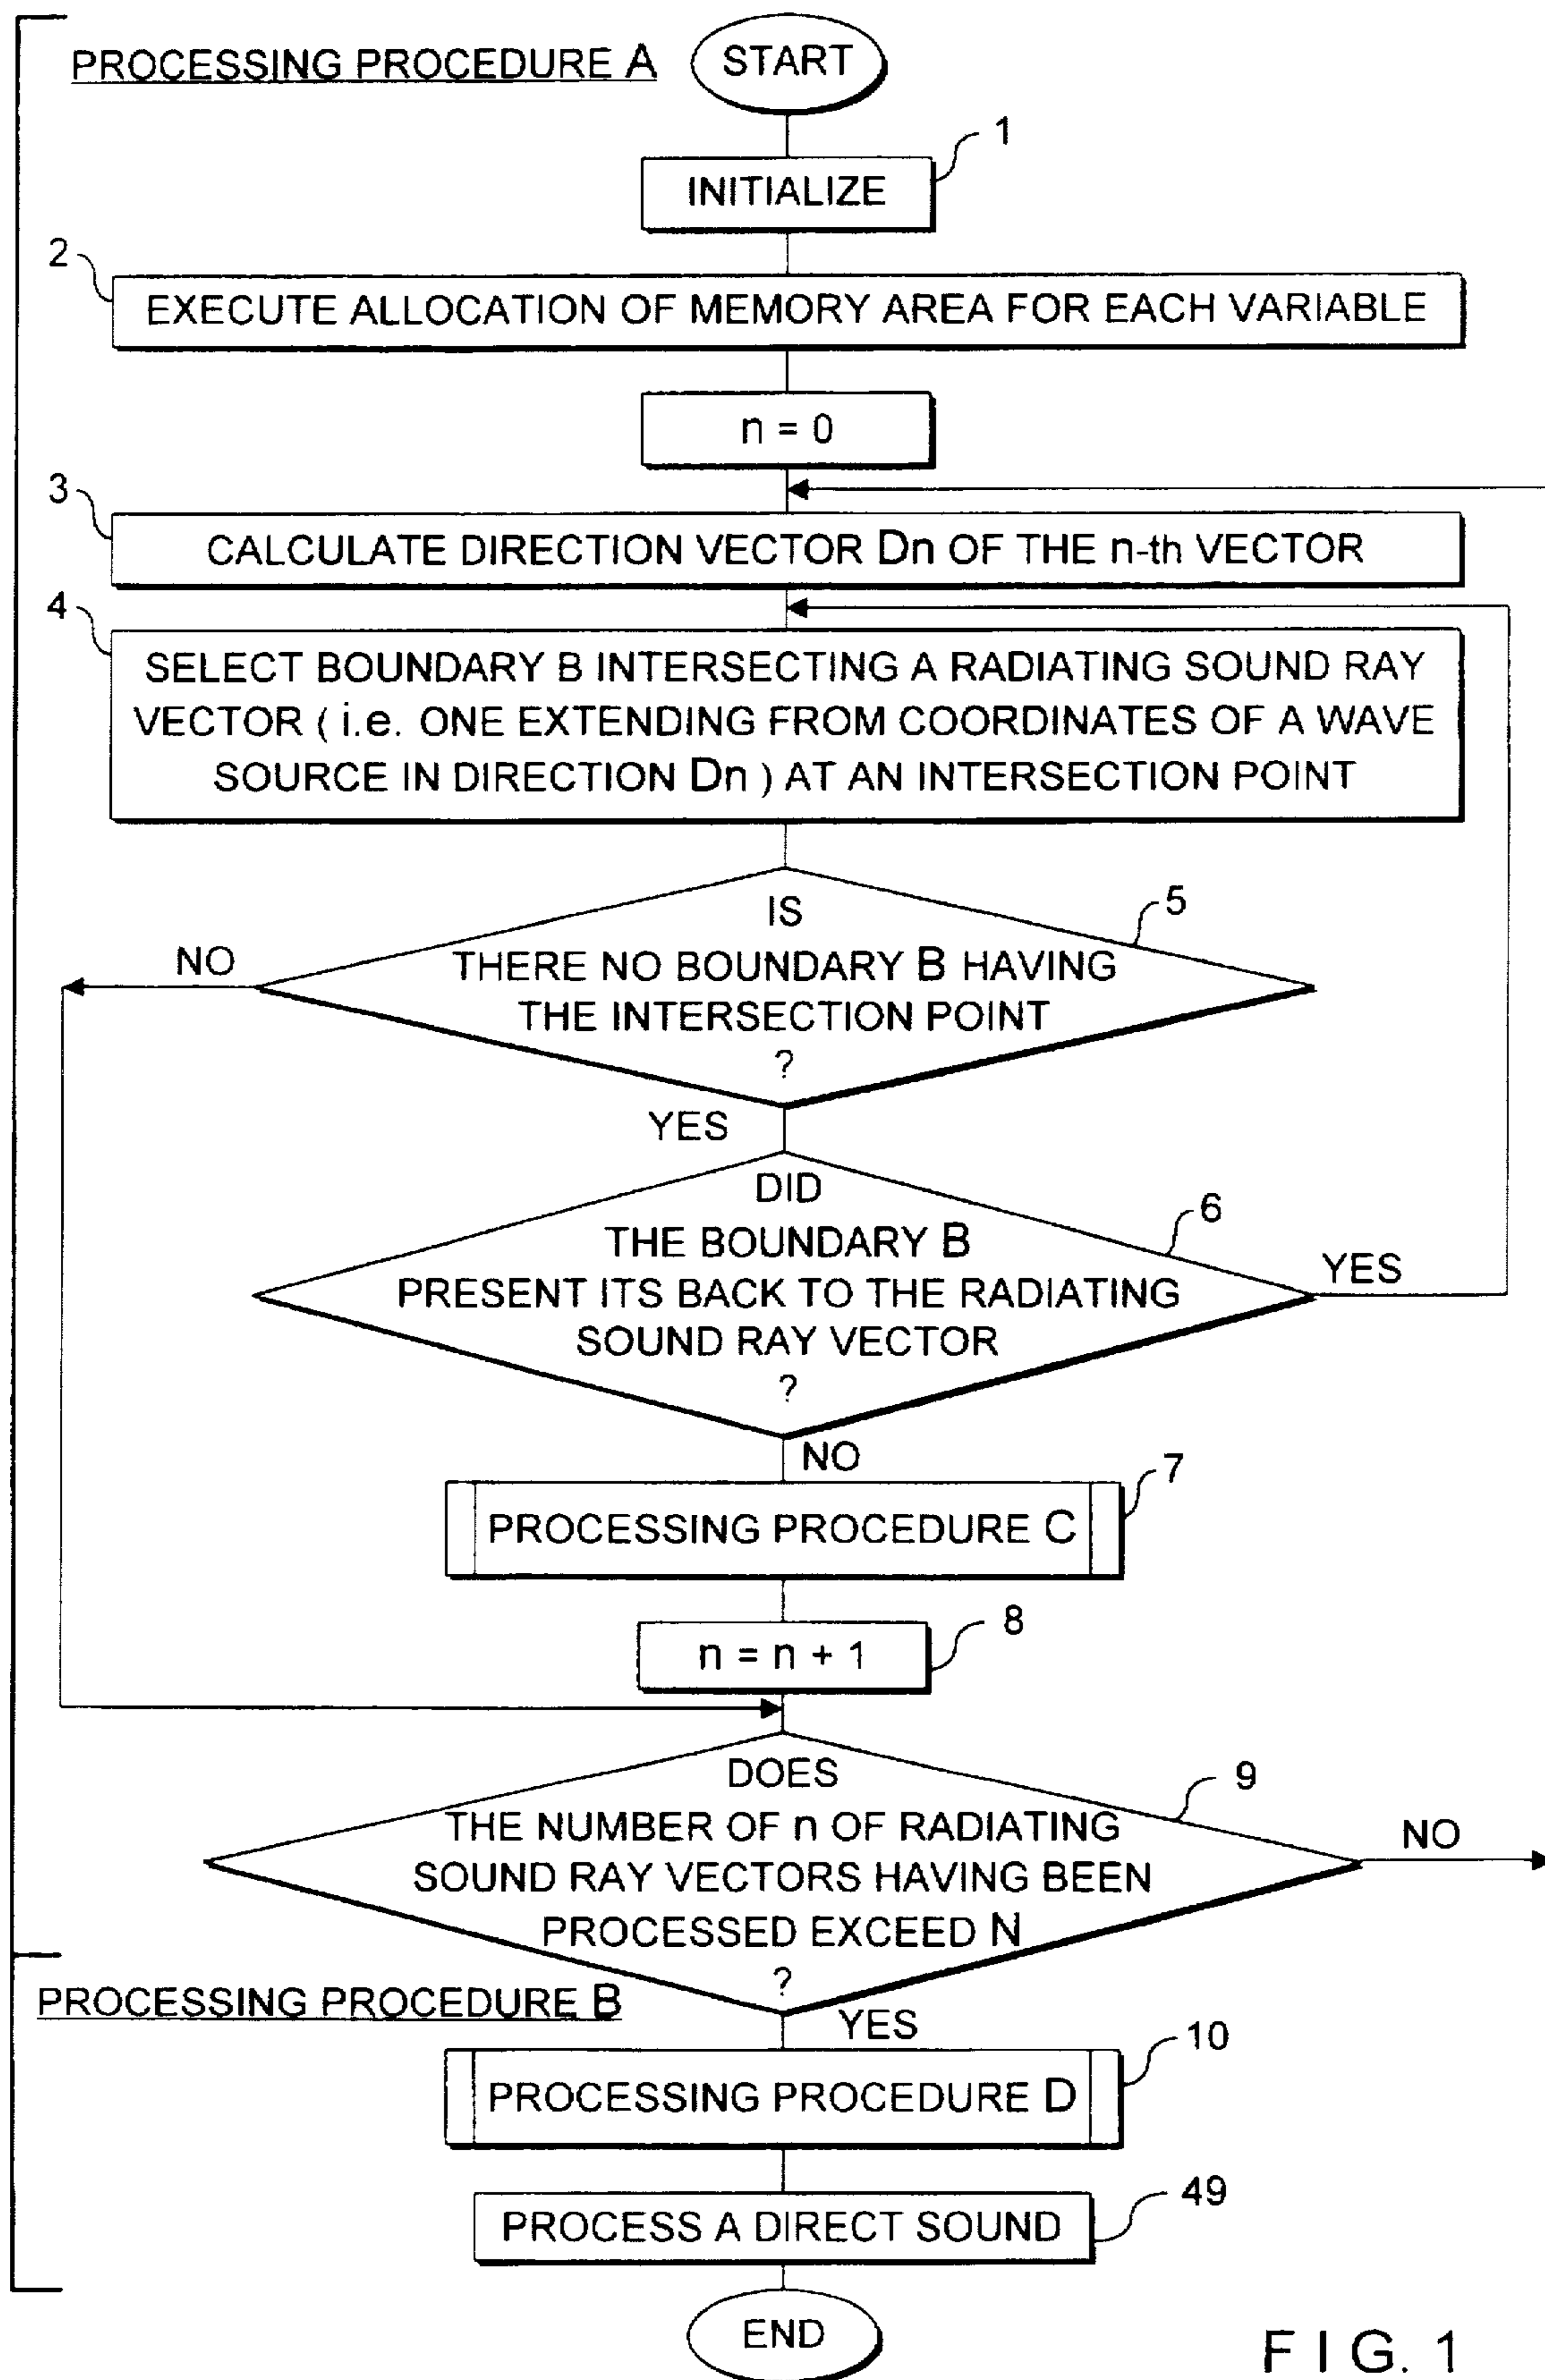 PROCESSING PROCEDURE A
START
1
INITIALIZE
2
EXECUTE ALLOCATION OF MEMORY AREA FOR EACH VARIABLE
n = 0
3
CALCULATE DIRECTION VECTOR Dn OF THE n-th VECTOR
4
SELECT BOUNDARY B INTERSECTING A RADIATING SOUND RAY
VECTOR ( i.e. ONE EXTENDING FROM COORDINATES OF A WAVE
SOURCE IN DIRECTION Dn ) AT AN INTERSECTION POINT
5
IS
NO
THERE NO BOUNDARY B HAVING
THE INTERSECTION POINT
?
YES
DID
6
THE BOUNDARY B
YES
PRESENT ITS BACK TO THE RADIATING
SOUND RAY VECTOR
?
NO
7
PROCESSING PROCEDURE C
8
n = n + 1
DOES
9
THE NUMBER OF n OF RADIATING
NO
SOUND RAY VECTORS HAVING BEEN
PROCESSED EXCEED N
?
PROCESSING PROCEDURE B
YES
10
PROCESSING PROCEDURE D
49
PROCESS A DIRECT SOUND
END
FIG. 1